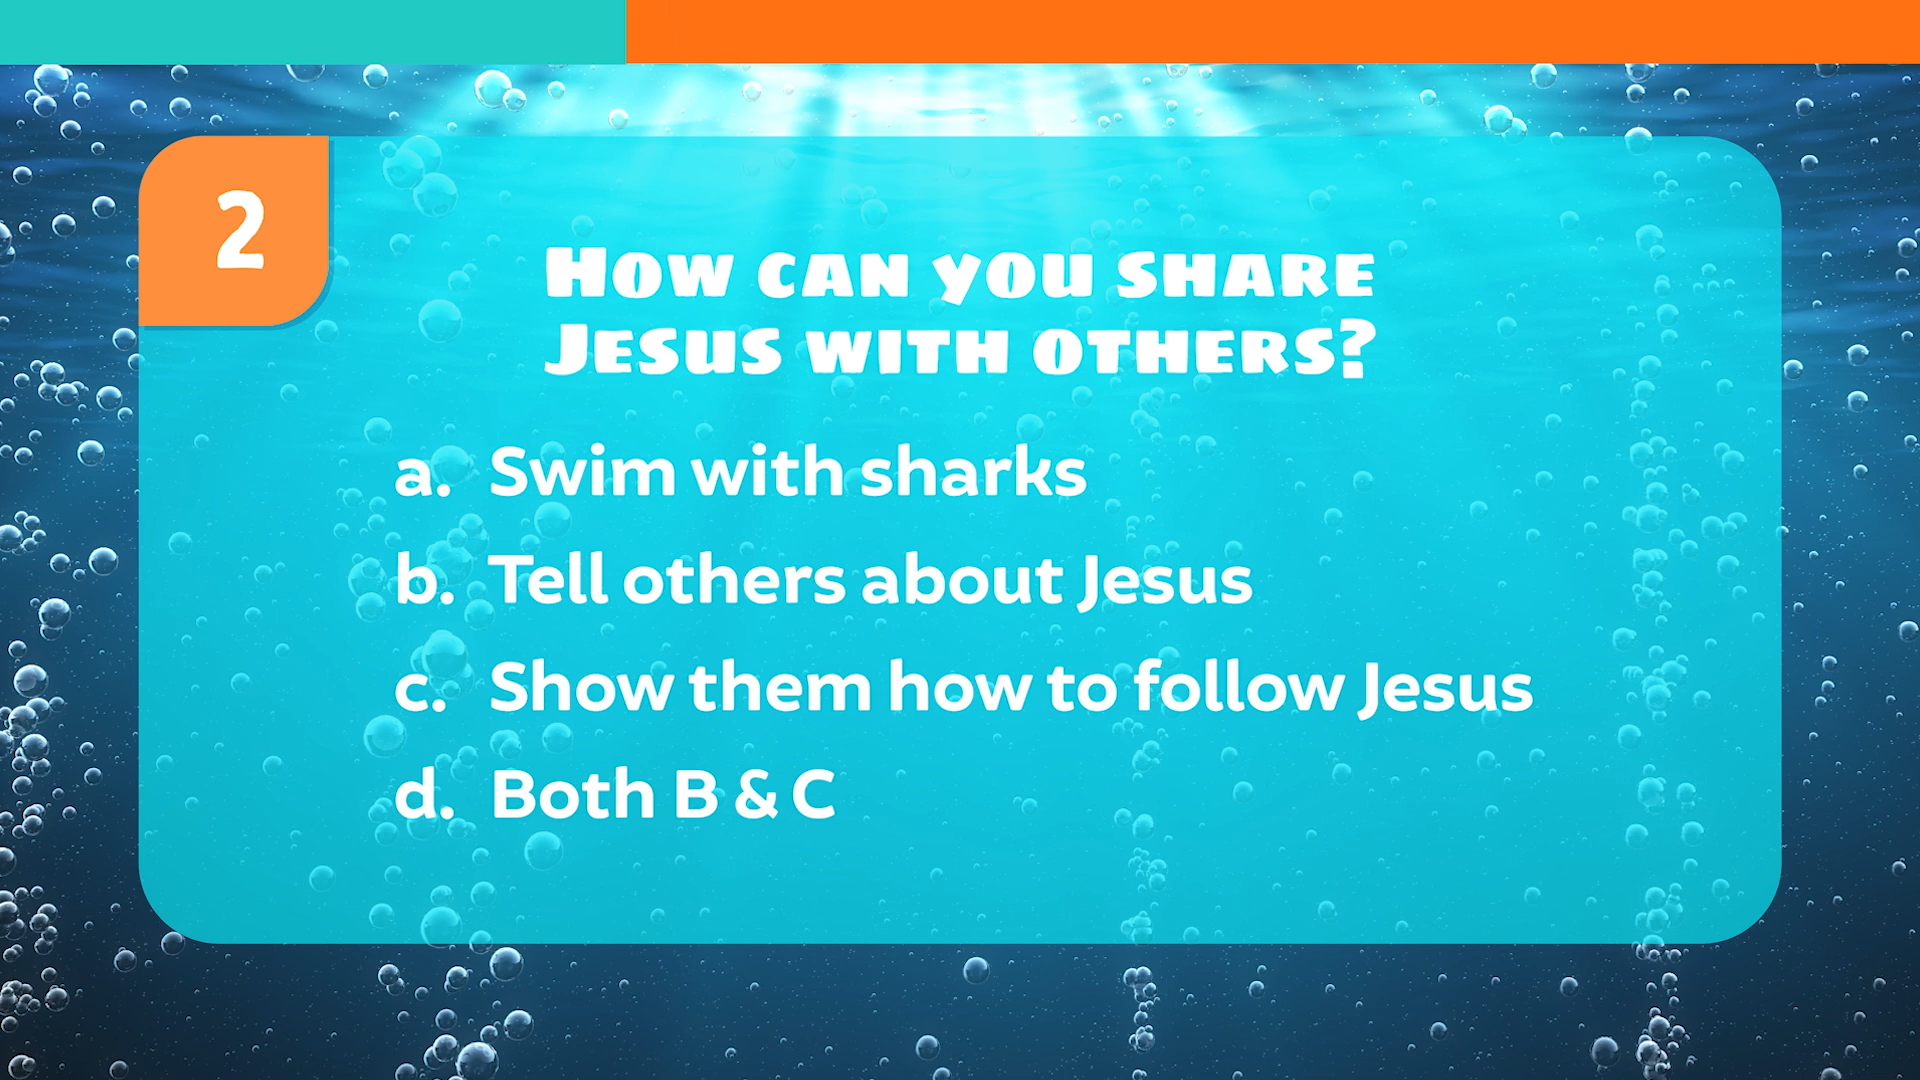 2
How can you share
Jesus with others?
a. Swim with sharks
b. Tell others about Jesus
c. Show them how to follow Jesus
d. Both B & C